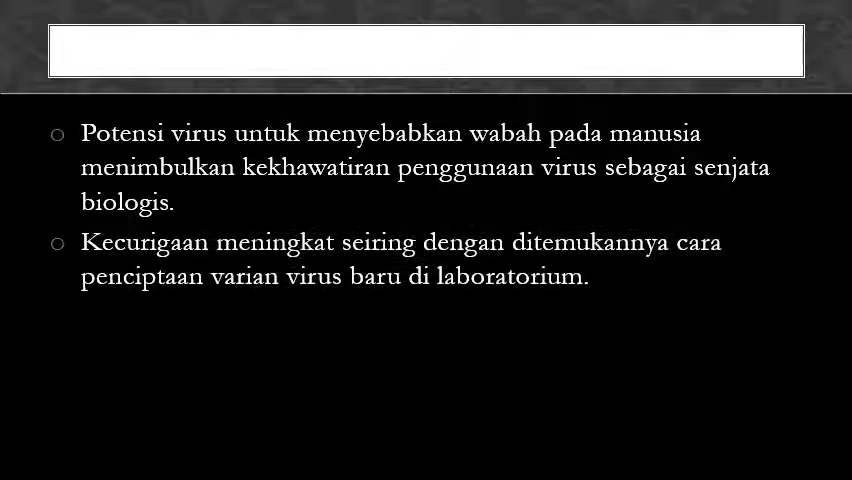 Potensi virus untuk menyebabkan wabah pada manusia
menimbulkan kekhawatiran penggunaan virus sebagai senjata
biologis.
Kecurigaan meningkat seiring dengan ditemukannya cara
penciptaan varian virus baru di laboratorium.